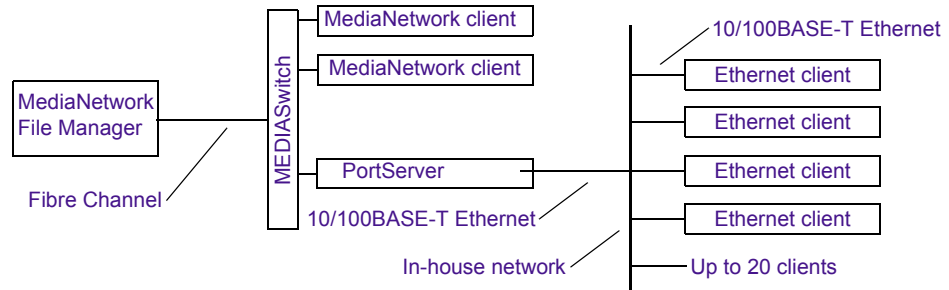 MediaNetwork client
10/100BASE-T Ethernet
MediaNetwork client
Ethernet client
MediaNetwork
File Manager
MEDIASwitch
Ethernet client
PortServer
Ethernet client
Fibre Channel
10/100BASE-T Ethernet
Ethernet client
In-house network
Up to 20 clients